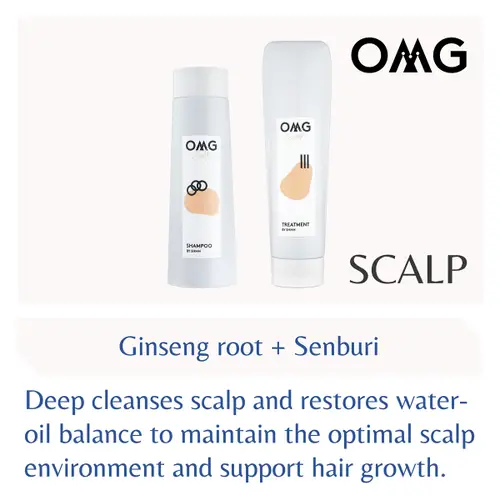 OMG
OMG
SHAMPOO
OMG
TREATMENT
SCALP
Ginseng root + Senburi
Deep cleanses scalp and restores water-
oil balance to maintain the optimal scalp
environment and support hair growth.